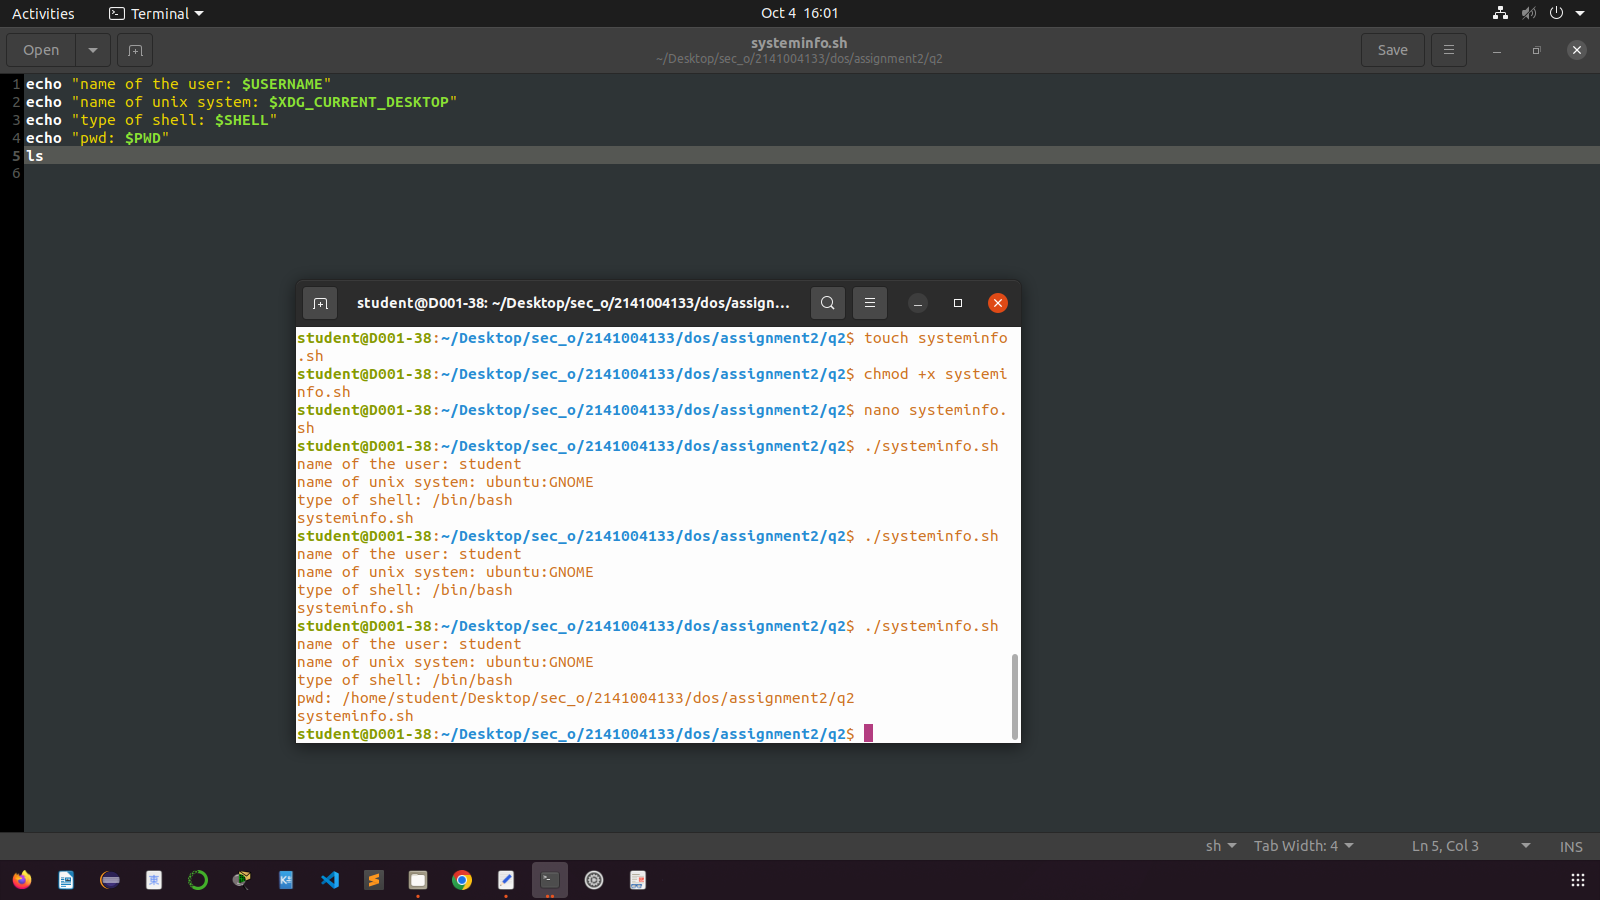 Activities Terminal Oct 4 16:01
Open systeminfo.sh Save
~/Desktop/sec_o/2141004133/dos/assignment2/q2
1 echo "name of the user: $USERNAME"
2 echo "name of unix system: $XDG_CURRENT_DESKTOP"
3 echo "type of shell: $SHELL"
4 echo "pwd: $PWD"
5 ls
6
student@D001-38: ~/Desktop/sec_o/2141004133/dos/assign...
student@D001-38:~/Desktop/sec_o/2141004133/dos/assignment2/q2$ touch systeminfo
.sh
student@D001-38:~/Desktop/sec_o/2141004133/dos/assignment2/q2$ chmod +x systemi
nfo.sh
student@D001-38:~/Desktop/sec_o/2141004133/dos/assignment2/q2$ nano systeminfo.
sh
student@D001-38:~/Desktop/sec_o/2141004133/dos/assignment2/q2$ ./systeminfo.sh
name of the user: student
name of unix system: ubuntu:GNOME
type of shell: /bin/bash
systeminfo.sh
student@D001-38:~/Desktop/sec_o/2141004133/dos/assignment2/q2$ ./systeminfo.sh
name of the user: student
name of unix system: ubuntu:GNOME
type of shell: /bin/bash
systeminfo.sh
student@D001-38:~/Desktop/sec_o/2141004133/dos/assignment2/q2$ ./systeminfo.sh
name of the user: student
name of unix system: ubuntu:GNOME
type of shell: /bin/bash
pwd: /home/student/Desktop/sec_o/2141004133/dos/assignment2/q2
systeminfo.sh
student@D001-38:~/Desktop/sec_o/2141004133/dos/assignment2/q2$
sh Tab Width: 4 Ln 5, Col 3 INS